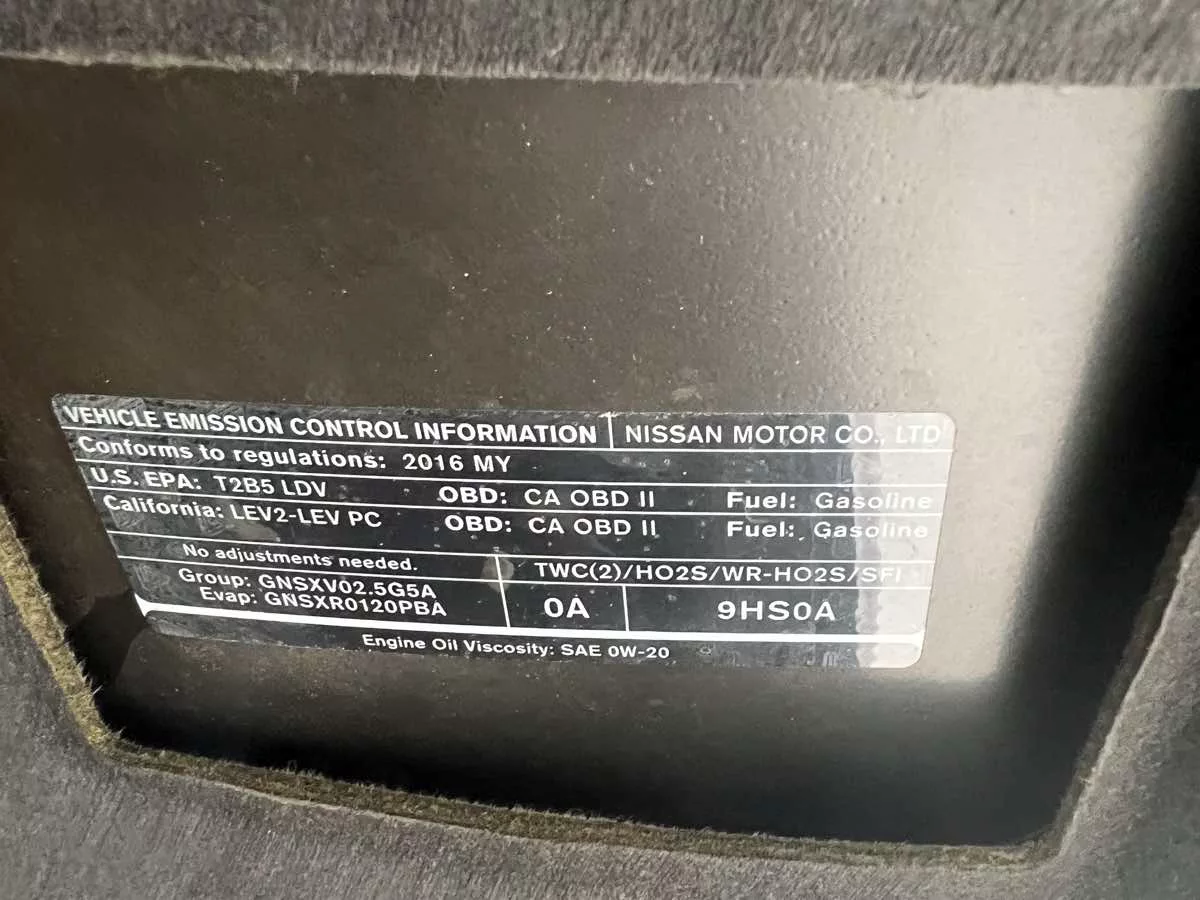 VEHICLE EMISSION CONTROL INFORMATION | NISSAN MOTOR CO., LTD
Conforms to regulations: 2016 MY
U.S. EPA: T2B5 LDV OBD: CA OBD II Fuel: Gasoline
California: LEV2-LEV PC OBD: CA OBD II Fuel: Gasoline
No adjustments needed. TWC(2)/HO2S/WR-HO2S/SFI
Group: GNSXV02.5G5A
Evap: GNSXR0120PBA 0A 9HS0A
Engine Oil Viscosity: SAE 0W-20